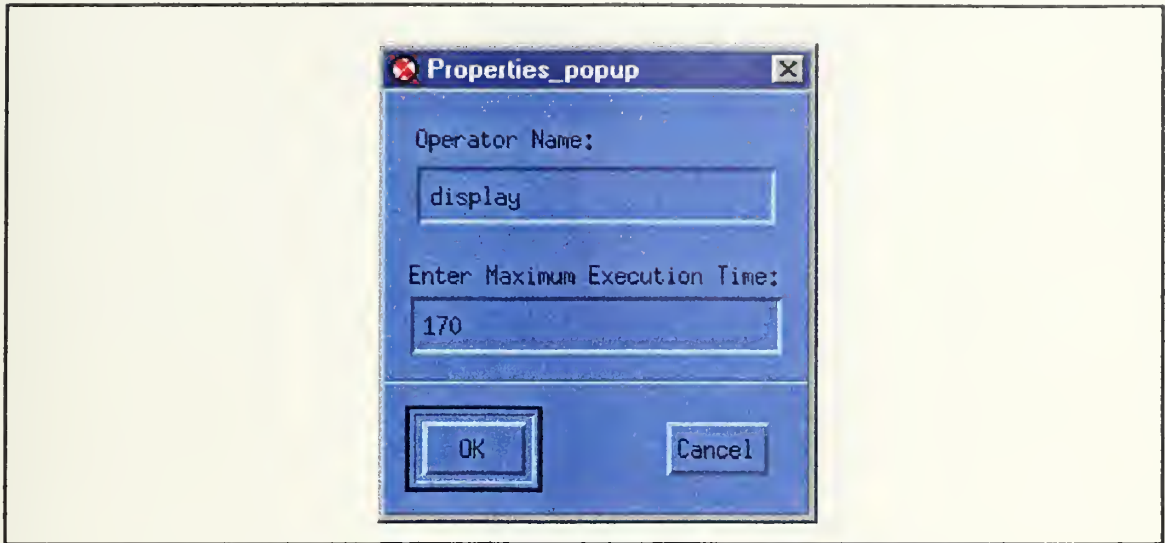 Properties_popup
Operator Name:
display
Enter Maximum Execution Time:
170
OK
Cancel